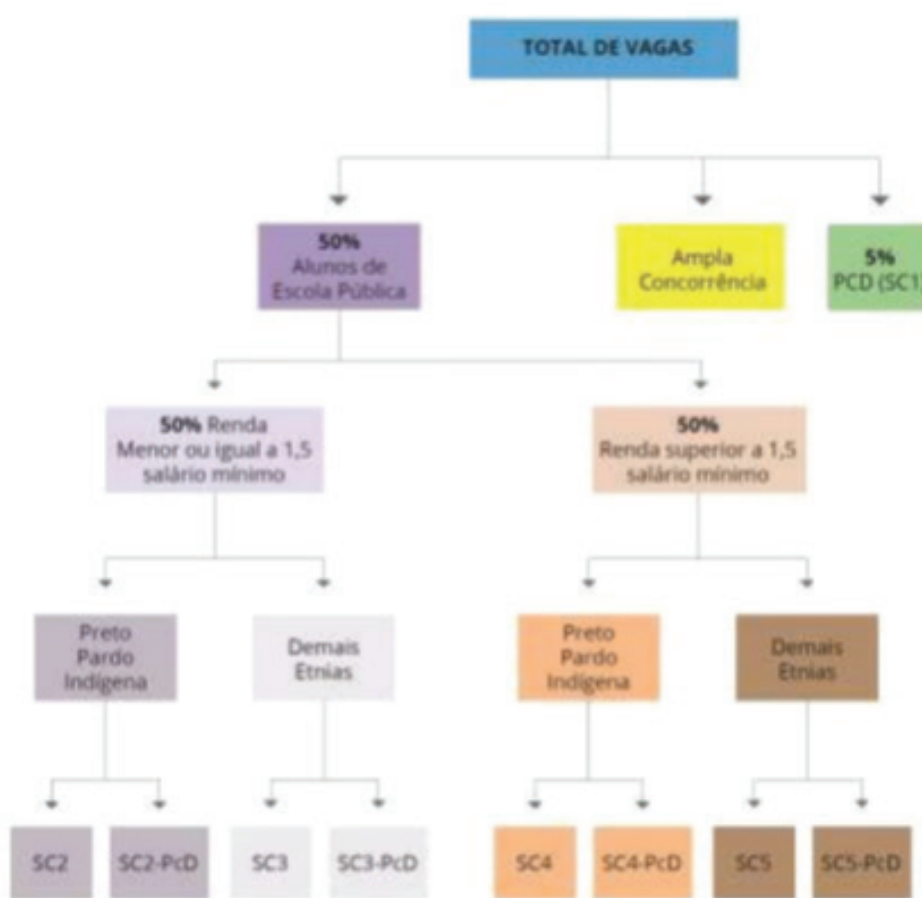 TOTAL DE VAGAS
50%
Alunos de
Escola Pública
Ampla
Concorrência
5%
PCD (SC1)
50% Renda
Menor ou igual a 1,5
salário mínimo
50%
Renda superior a 1,5
salário mínimo
Preto
Pardo
Indígena
Demais
Etnias
Preto
Pardo
Indígena
Demais
Etnias
SC2
SC2-PcD
SC3
SC3-PcD
SC4
SC4-PcD
SC5
SC5-PcD